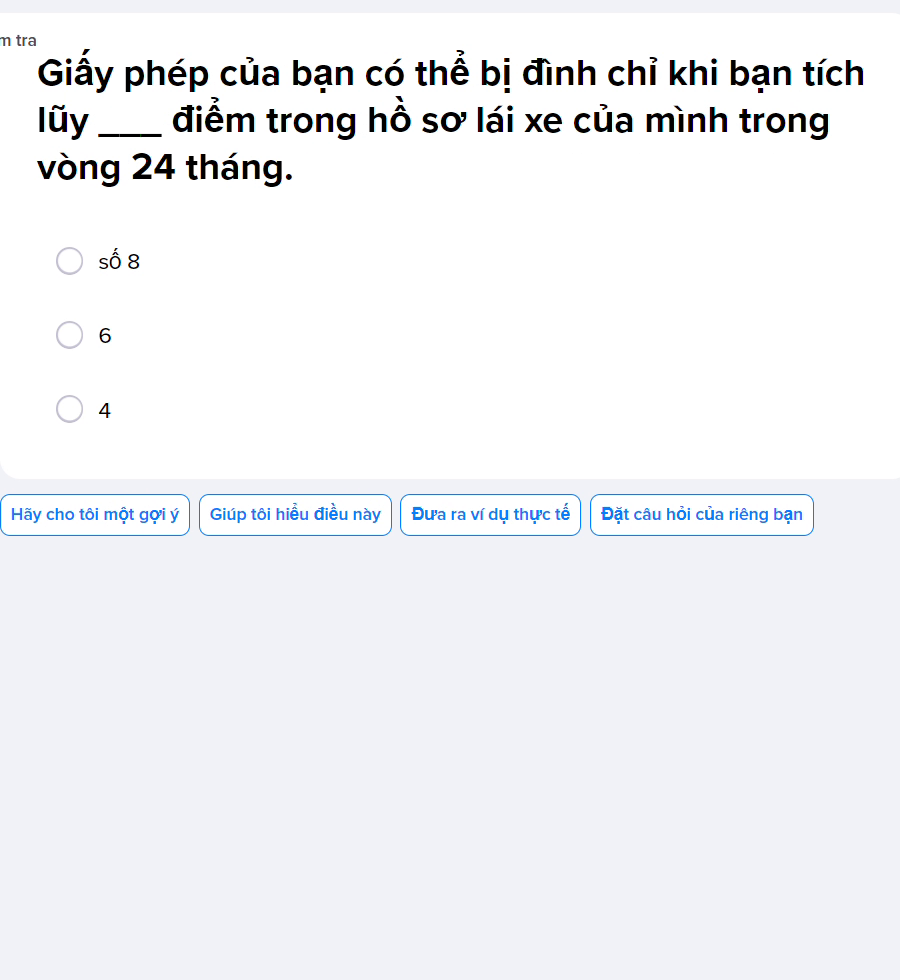 m tra
Giấy phép của bạn có thể bị đình chỉ khi bạn tích
lũy ___ điểm trong hồ sơ lái xe của mình trong
vòng 24 tháng.
số 8
6
4
Hãy cho tôi một gợi ý
Giúp tôi hiểu điều này
Đưa ra ví dụ thực tế
Đặt câu hỏi của riêng bạn